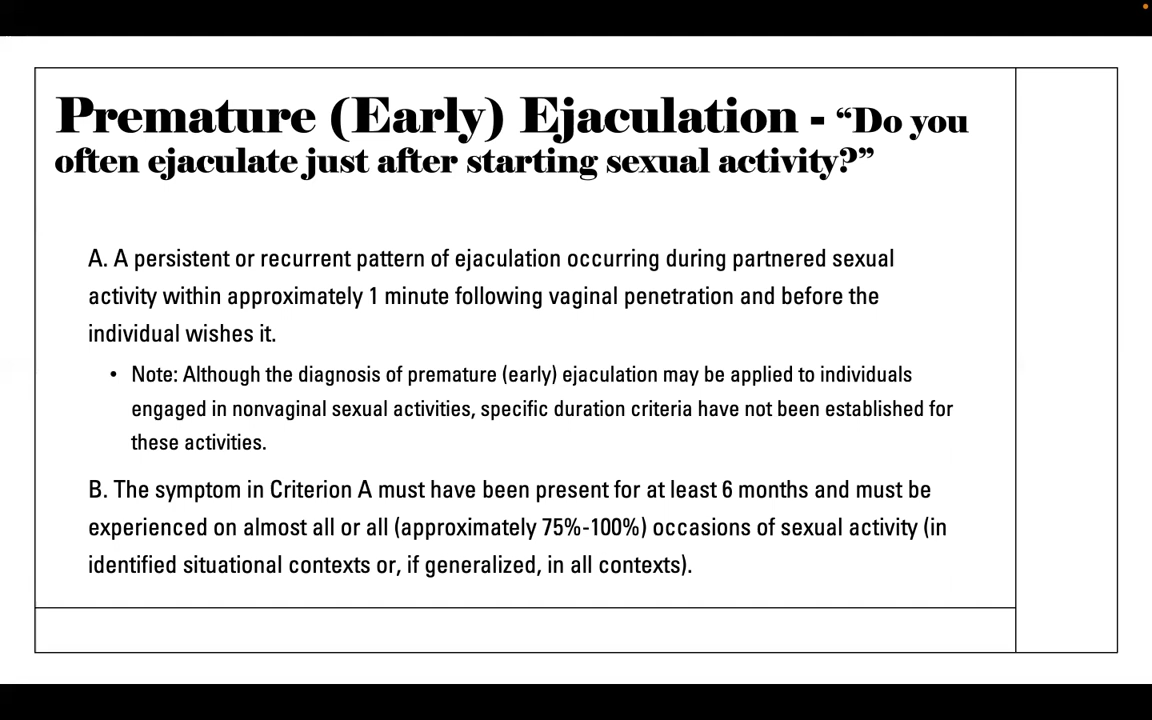 Premature (Early) Ejaculation - “Do you
often ejaculate just after starting sexual activity?”
A. A persistent or recurrent pattern of ejaculation occurring during partnered sexual
activity within approximately 1 minute following vaginal penetration and before the
individual wishes it.
• Note: Although the diagnosis of premature (early) ejaculation may be applied to individuals
engaged in nonvaginal sexual activities, specific duration criteria have not been established for
these activities.
B. The symptom in Criterion A must have been present for at least 6 months and must be
experienced on almost all or all (approximately 75%-100%) occasions of sexual activity (in
identified situational contexts or, if generalized, in all contexts).